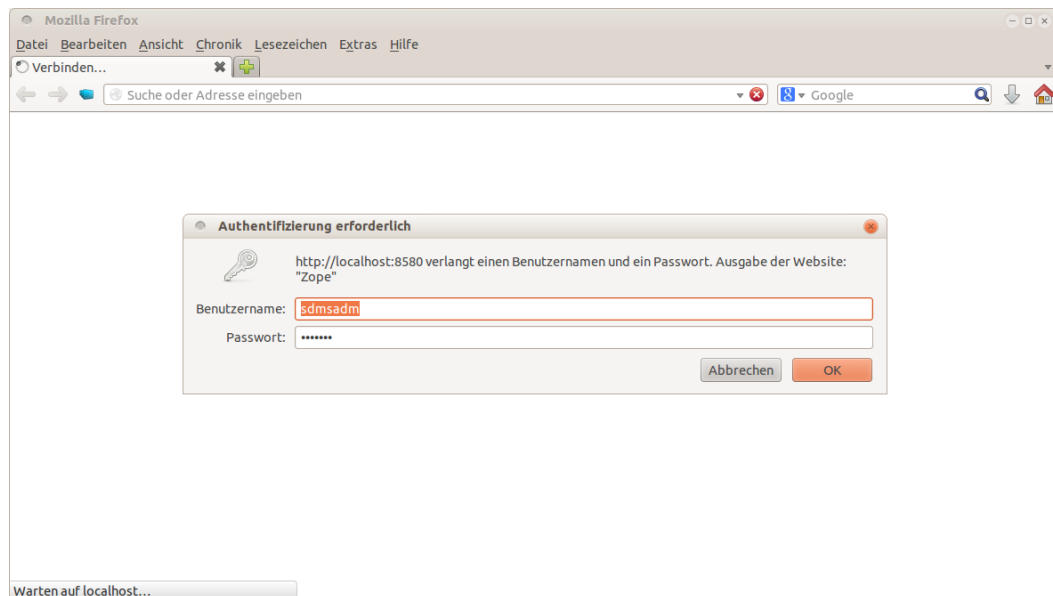 Mozilla Firefox
Datei Bearbeiten Ansicht Chronik Lesezeichen Extras Hilfe
Verbinden...
Suche oder Adresse eingeben
Google
Authentifizierung erforderlich
http://localhost:8580 verlangt einen Benutzernamen und ein Passwort. Ausgabe der Website:
"Zope"
Benutzername: sdmsadm
Passwort: •••••••
Abbrechen OK
Warten auf localhost...